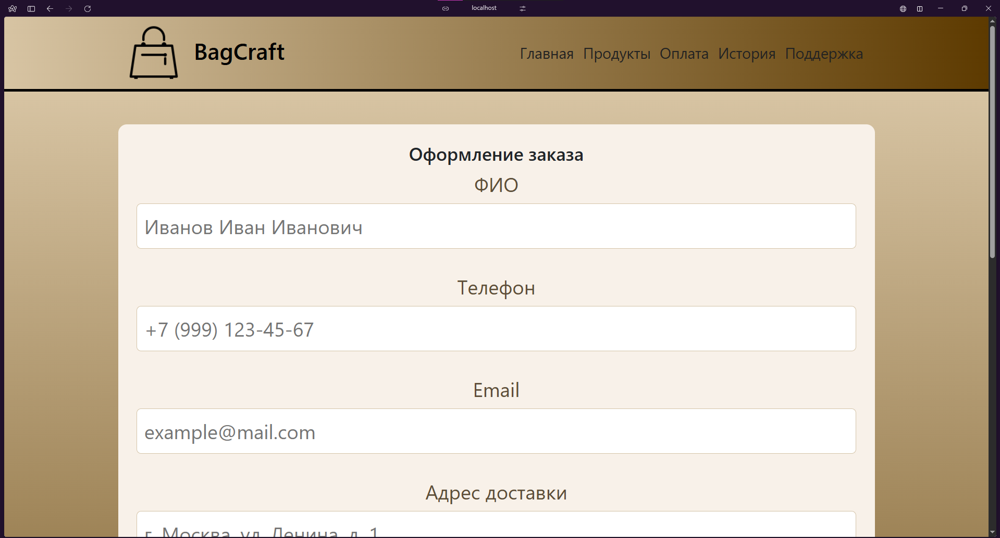 localhost
BagCraft
Главная Продукты Оплата История Поддержка
Оформление заказа
ФИО
Иванов Иван Иванович
Телефон
+7 (999) 123-45-67
Email
example@mail.com
Адрес доставки
г. Москва, ул. Ленина, д. 1